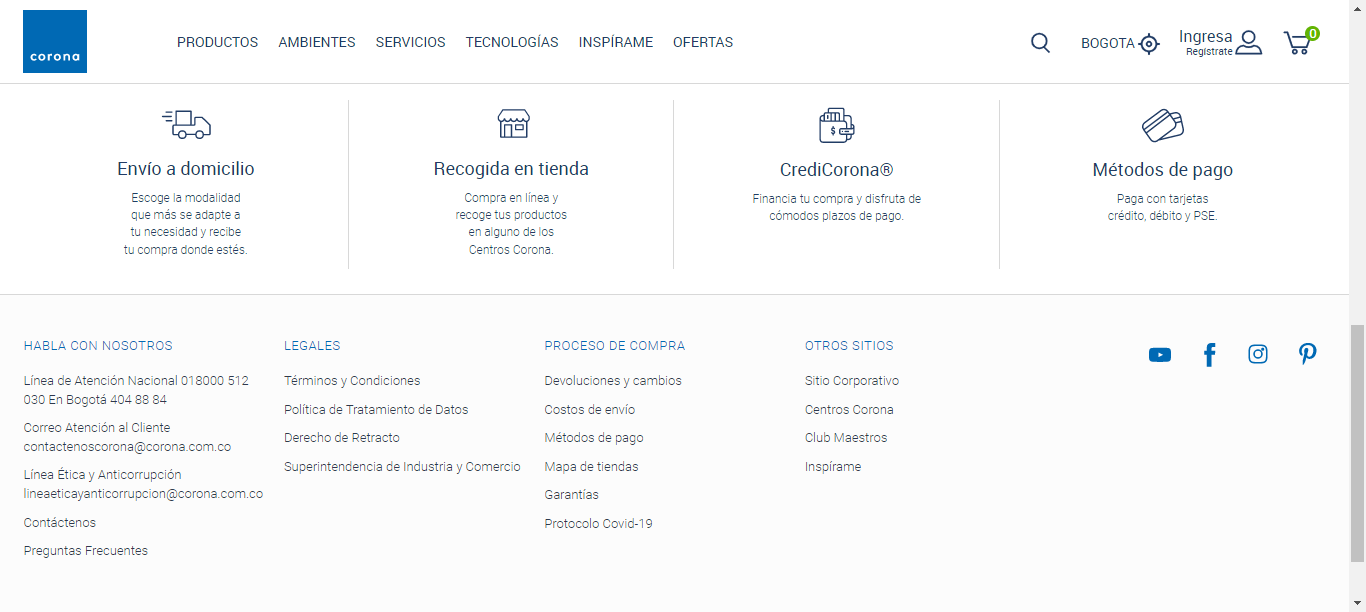 corona
PRODUCTOS AMBIENTES SERVICIOS TECNOLOGÍAS INSPÍRAME OFERTAS
BOGOTA
Ingresa
Regístrate
0
Envío a domicilio
Escoge la modalidad
que más se adapte a
tu necesidad y recibe
tu compra donde estés.
Recogida en tienda
Compra en línea y
recoge tus productos
en alguno de los
Centros Corona.
$
CrediCorona®
Financia tu compra y disfruta de
cómodos plazos de pago.
Métodos de pago
Paga con tarjetas
crédito, débito y PSE.
HABLA CON NOSOTROS
Línea de Atención Nacional 018000 512
030 En Bogotá 404 88 84
Correo Atención al Cliente
contactenoscorona@corona.com.co
Línea Ética y Anticorrupción
lineaeticayanticorrupcion@corona.com.co
Contáctenos
Preguntas Frecuentes
LEGALES
Términos y Condiciones
Política de Tratamiento de Datos
Derecho de Retracto
Superintendencia de Industria y Comercio
PROCESO DE COMPRA
Devoluciones y cambios
Costos de envío
Métodos de pago
Mapa de tiendas
Garantías
Protocolo Covid-19
OTROS SITIOS
Sitio Corporativo
Centros Corona
Club Maestros
Inspírame